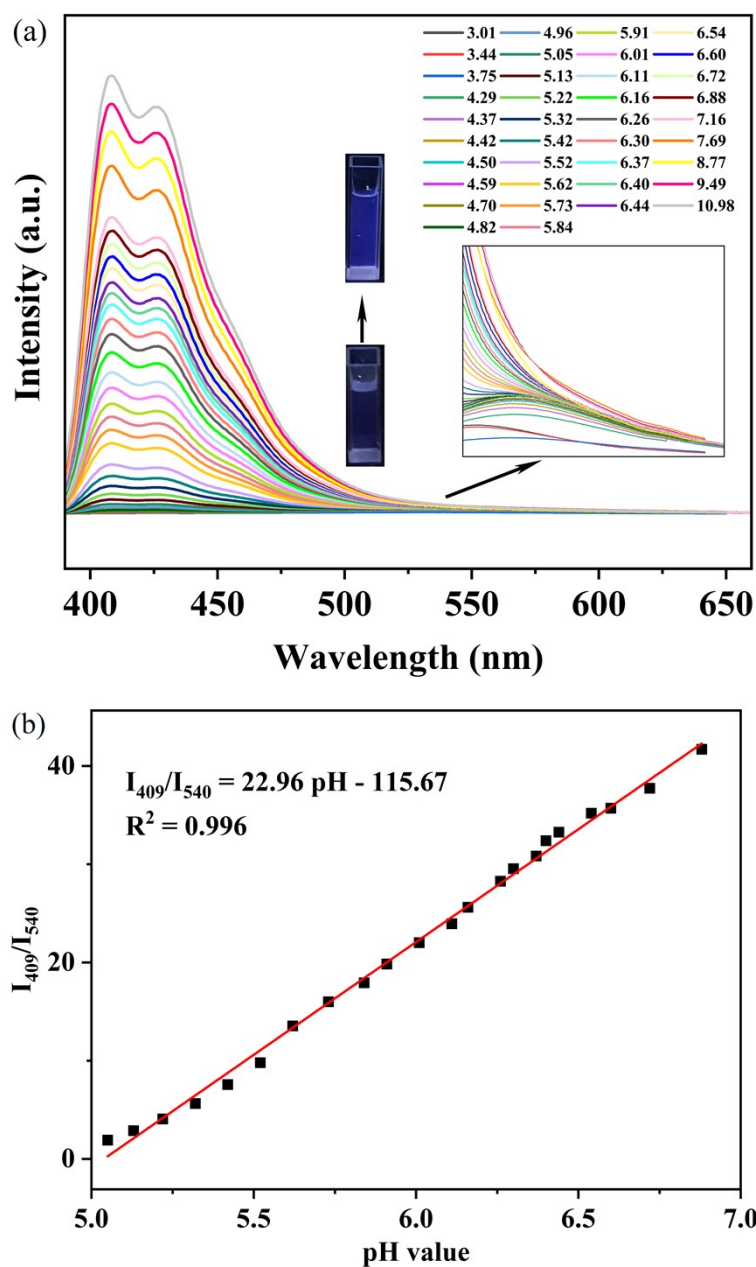 (a)
3.01 4.96 5.91 6.54
3.44 5.05 6.01 6.60
3.75 5.13 6.11 6.72
4.29 5.22 6.16 6.88
4.37 5.32 6.26 7.16
4.42 5.42 6.30 7.69
4.50 5.52 6.37 8.77
4.59 5.62 6.40 9.49
4.70 5.73 6.44 10.98
4.82 5.84
Intensity (a.u.)
400 450 500 550 600 650
Wavelength (nm)
(b)
I₄₀₉/I₅₄₀ = 22.96 pH - 115.67
R² = 0.996
I₄₀₉/I₅₄₀
40
20
0
5.0 5.5 6.0 6.5 7.0
pH value